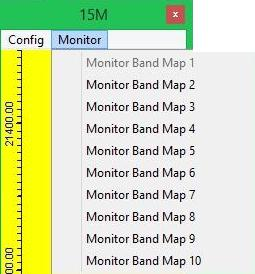 15M
x
Config Monitor
Monitor Band Map 1
Monitor Band Map 2
Monitor Band Map 3
21400.00
Monitor Band Map 4
Monitor Band Map 5
Monitor Band Map 6
Monitor Band Map 7
Monitor Band Map 8
Monitor Band Map 9
Monitor Band Map 10
00.00